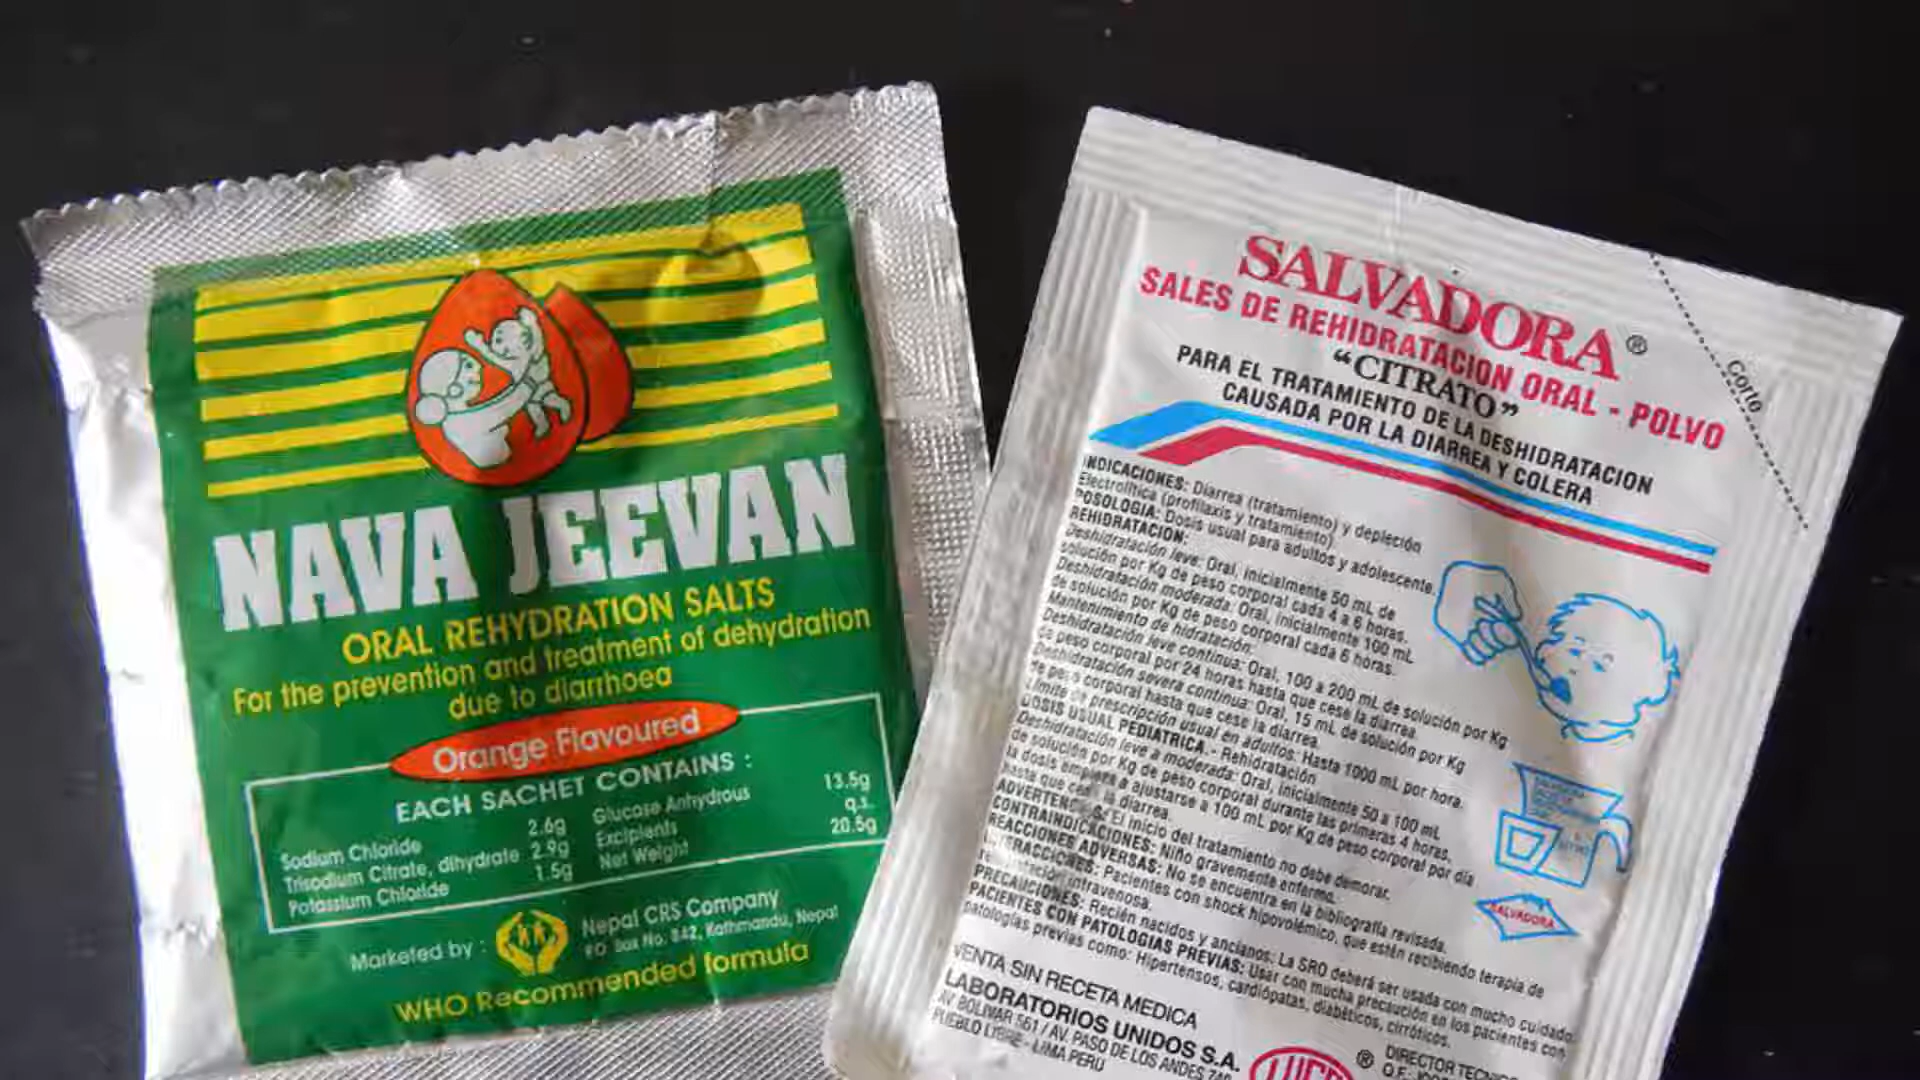 NAVA JEEVAN
ORAL REHYDRATION SALTS
For the prevention and treatment of dehydration
due to diarrhoea
Orange Flavoured
EACH SACHET CONTAINS :
Sodium Chloride 2.6g
Trisodium Citrate, dihydrate 2.9g
Potassium Chloride 1.5g
Glucose Anhydrous 13.5g
Excipients q.s.
Net Weight 20.5g
Marketed by :
Nepal CRS Company
P.O. Box No. 842, Kathmandu, Nepal
WHO Recommended formula
SALVADORA®
SALES DE REHIDRATACION ORAL - POLVO
“CITRATO”
PARA EL TRATAMIENTO DE LA DESHIDRATACION
CAUSADA POR LA DIARREA Y COLERA
Corte
INDICACIONES: Diarrea (tratamiento) y depleción
Electrolítica (profilaxis y tratamiento).
POSOLOGIA: Dosis usual para adultos y adolescente.
REHIDRATACION:
Deshidratación leve: Oral, inicialmente 50 mL de
solución por Kg de peso corporal cada 4 a 6 horas.
Deshidratación moderada: Oral, inicialmente 100 mL
de solución por Kg de peso corporal cada 6 horas.
Mantenimiento de hidratación:
Deshidratación leve continua: Oral, 100 a 200 mL de solución por Kg
de peso corporal por 24 horas hasta que cese la diarrea.
Deshidratación severa continua: Oral, 15 mL de solución por Kg
de peso corporal hasta que cese la diarrea.
Límite de prescripción usual en adultos: Hasta 1000 mL por hora.
DOSIS USUAL PEDIATRICA.- Rehidratación
Deshidratación leve a moderada: Oral, inicialmente 50 a 100 mL
de solución por Kg de peso corporal durante las primeras 4 horas,
la dosis empieza a ajustarse a 100 mL por Kg de peso corporal por día
hasta que cese la diarrea.
El inicio del tratamiento no debe demorar.
CONTRAINDICACIONES: Niño gravemente enfermo.
REACCIONES ADVERSAS: No se encuentra en la bibliografía revisada.
Pacientes con shock hipovolémico, que estén recibiendo terapia de
intravenosa.
PRECAUCIONES: Recién nacidos y ancianos: La SRO deberá ser usada con mucho cuidado.
PACIENTES CON PATOLOGIAS PREVIAS: Usar con mucha precaución en los pacientes con
patologías previas como: Hipertensos, cardiópatas, diabéticos, cirróticos.
SALVADORA
VENTA SIN RECETA MEDICA
LABORATORIOS UNIDOS S.A.
AV. BOLIVAR 561 / AV. PASO DE LOS ANDES 740
PUEBLO LIBRE - LIMA PERU
®
DIRECTOR